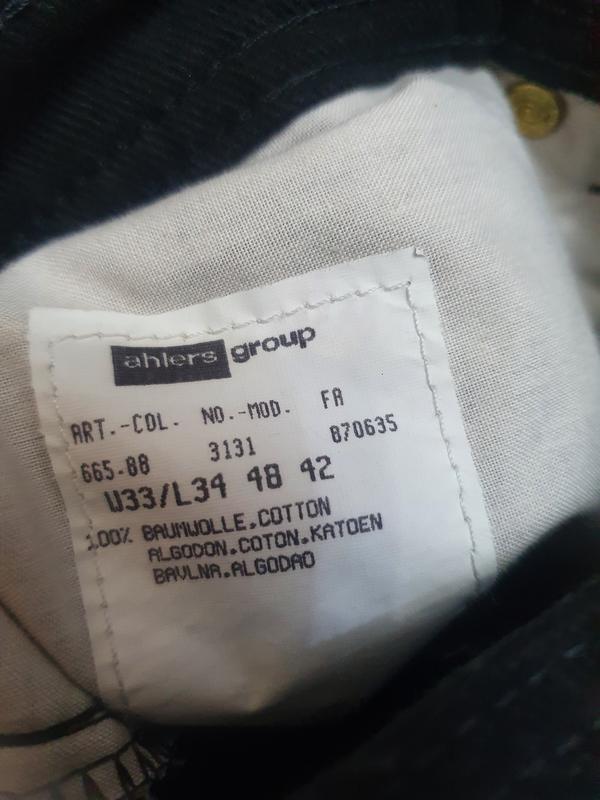 ahlers group
ART.-COL. NO.-MOD. FA
665.88 3131 870635
W33/L34 48 42
100% BAUMWOLLE.COTTON
ALGODON.COTON.KATOEN
BAVLNA.ALGODAO